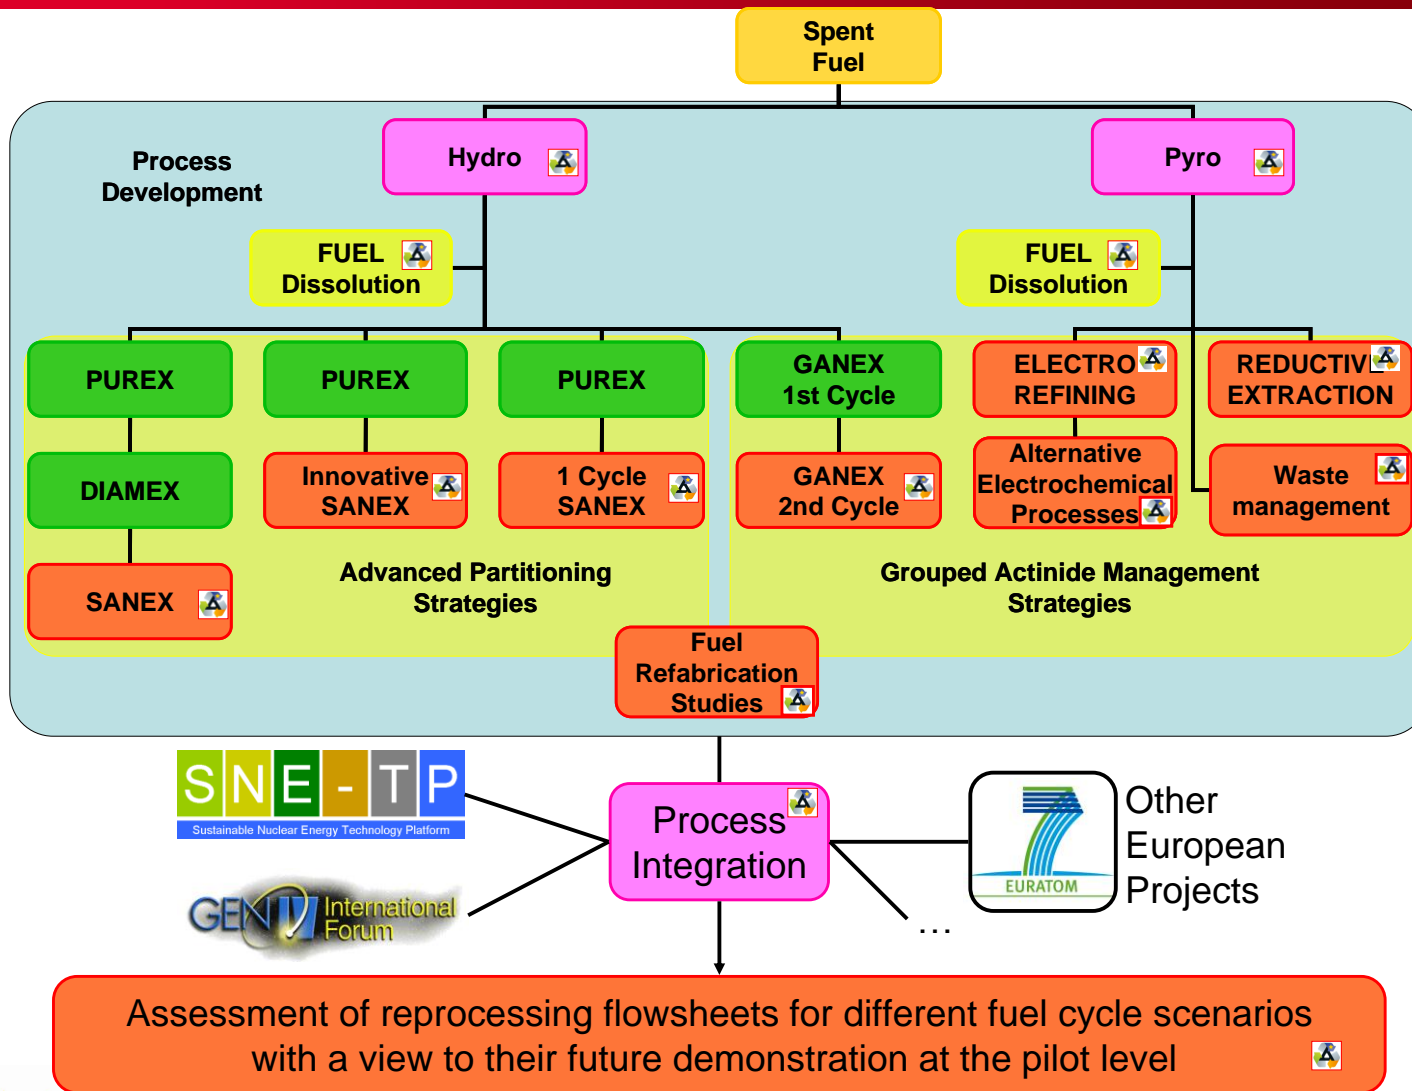 Spent
Fuel
Process
Development
Hydro
Pyro
FUEL
Dissolution
FUEL
Dissolution
PUREX
PUREX
PUREX
GANEX
1st Cycle
ELECTRO
REFINING
REDUCTIVE
EXTRACTION
DIAMEX
Innovative
SANEX
1 Cycle
SANEX
GANEX
2nd Cycle
Alternative
Electrochemical
Processes
Waste
management
SANEX
Advanced Partitioning
Strategies
Grouped Actinide Management
Strategies
Fuel
Refabrication
Studies
SNE-TP
Sustainable Nuclear Energy Technology Platform
Process
Integration
EURATOM
Other
European
Projects
GEN IV International
Forum
...
Assessment of reprocessing flowsheets for different fuel cycle scenarios
with a view to their future demonstration at the pilot level